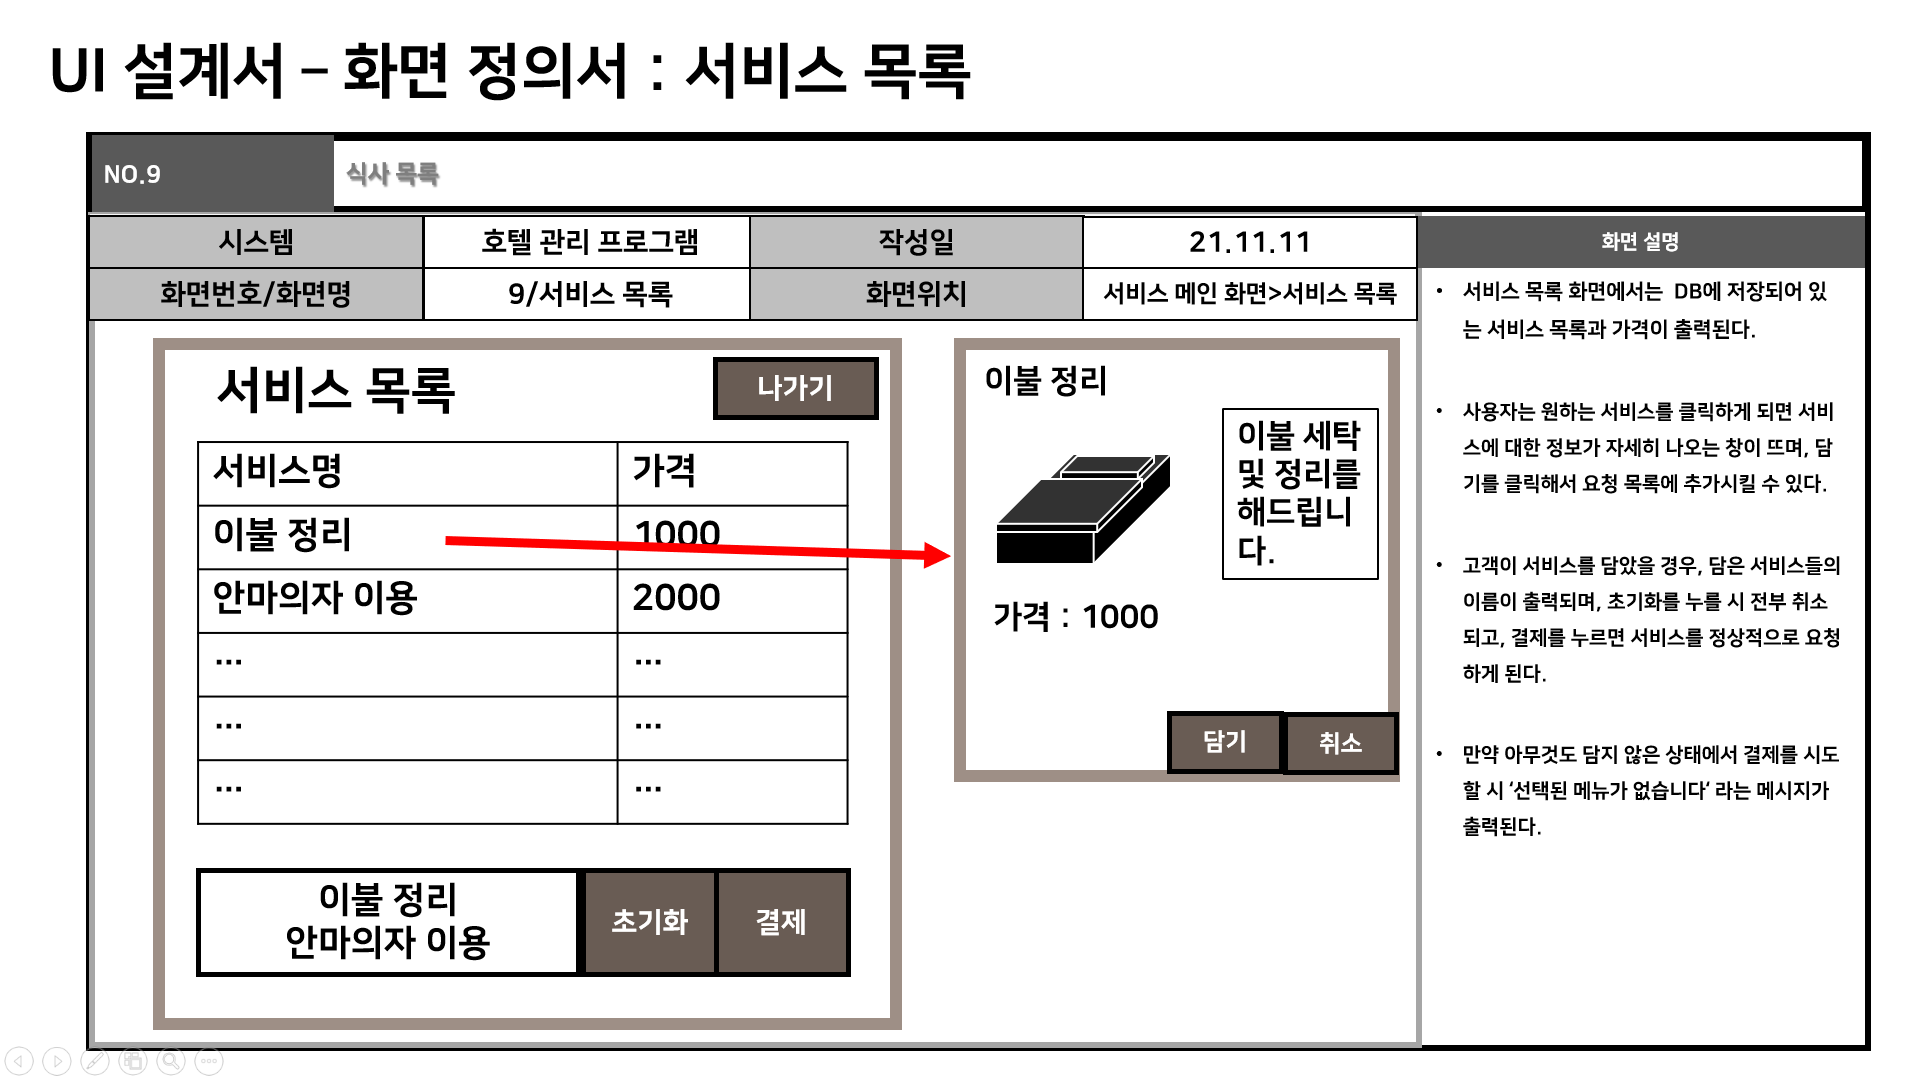 UI 설계서 – 화면 정의서 : 서비스 목록
NO.9
식사 목록
시스템
호텔 관리 프로그램
작성일
21.11.11
화면번호/화면명
9/서비스 목록
화면위치
서비스 메인 화면>서비스 목록
서비스 목록
나가기
서비스명
가격
이불 정리
1000
안마의자 이용
2000
...
...
...
...
...
...
이불 정리
안마의자 이용
초기화
결제
이불 정리
이불 세탁
및 정리를
해드립니
다.
가격 : 1000
담기
취소
화면 설명
• 서비스 목록 화면에서는 DB에 저장되어 있
는 서비스 목록과 가격이 출력된다.
• 사용자는 원하는 서비스를 클릭하게 되면 서비
스에 대한 정보가 자세히 나오는 창이 뜨며, 담
기를 클릭해서 요청 목록에 추가시킬 수 있다.
• 고객이 서비스를 담았을 경우, 담은 서비스들의
이름이 출력되며, 초기화를 누를 시 전부 취소
되고, 결제를 누르면 서비스를 정상적으로 요청
하게 된다.
• 만약 아무것도 담지 않은 상태에서 결제를 시도
할 시 ‘선택된 메뉴가 없습니다‘ 라는 메시지가
출력된다.